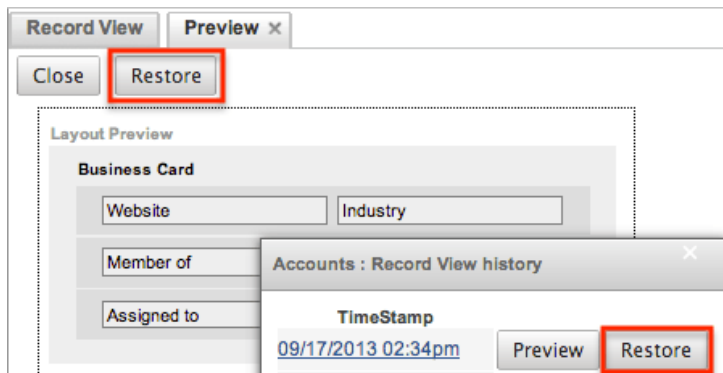 Record View Preview ×
Close Restore
Layout Preview
Business Card
Website Industry
Member of
Assigned to
Accounts : Record View history ×
TimeStamp
09/17/2013 02:34pm Preview Restore